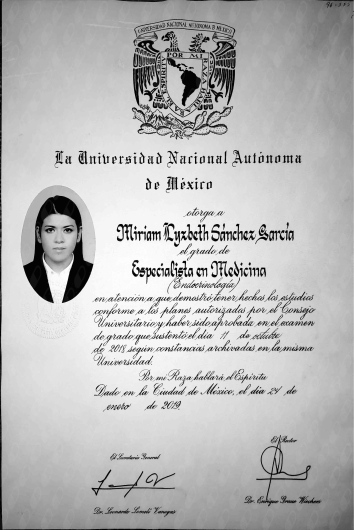 UNIVERSIDAD NACIONAL AUTÓNOMA DE MÉXICO
POR MI RAZA
HABLARÁ EL
ESPÍRITU
La Universidad Nacional Autónoma
de México
otorga a
Miriam Lyzbeth Sánchez García
el grado de
Especialista en Medicina
(Endocrinología)
en atención a que demostró tener hechos los estudios
conforme a los planes autorizados por el Consejo
Universitario y haber sido aprobada en el examen
de grado que sustentó el día 11 de octubre
de 2018, según constancias archivadas en la misma
Universidad.
Por mi Raza hablará el Espíritu
Dado en la Ciudad de México, el día 24 de
enero de 2019.
El Secretario General
El Rector
Dr. Leonardo Lomelí Vanegas
Dr. Enrique Graue Wiechers